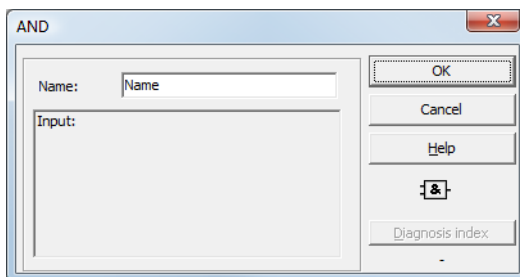 AND
Name: Name
Input:
OK
Cancel
Help
&
Diagnosis index
-